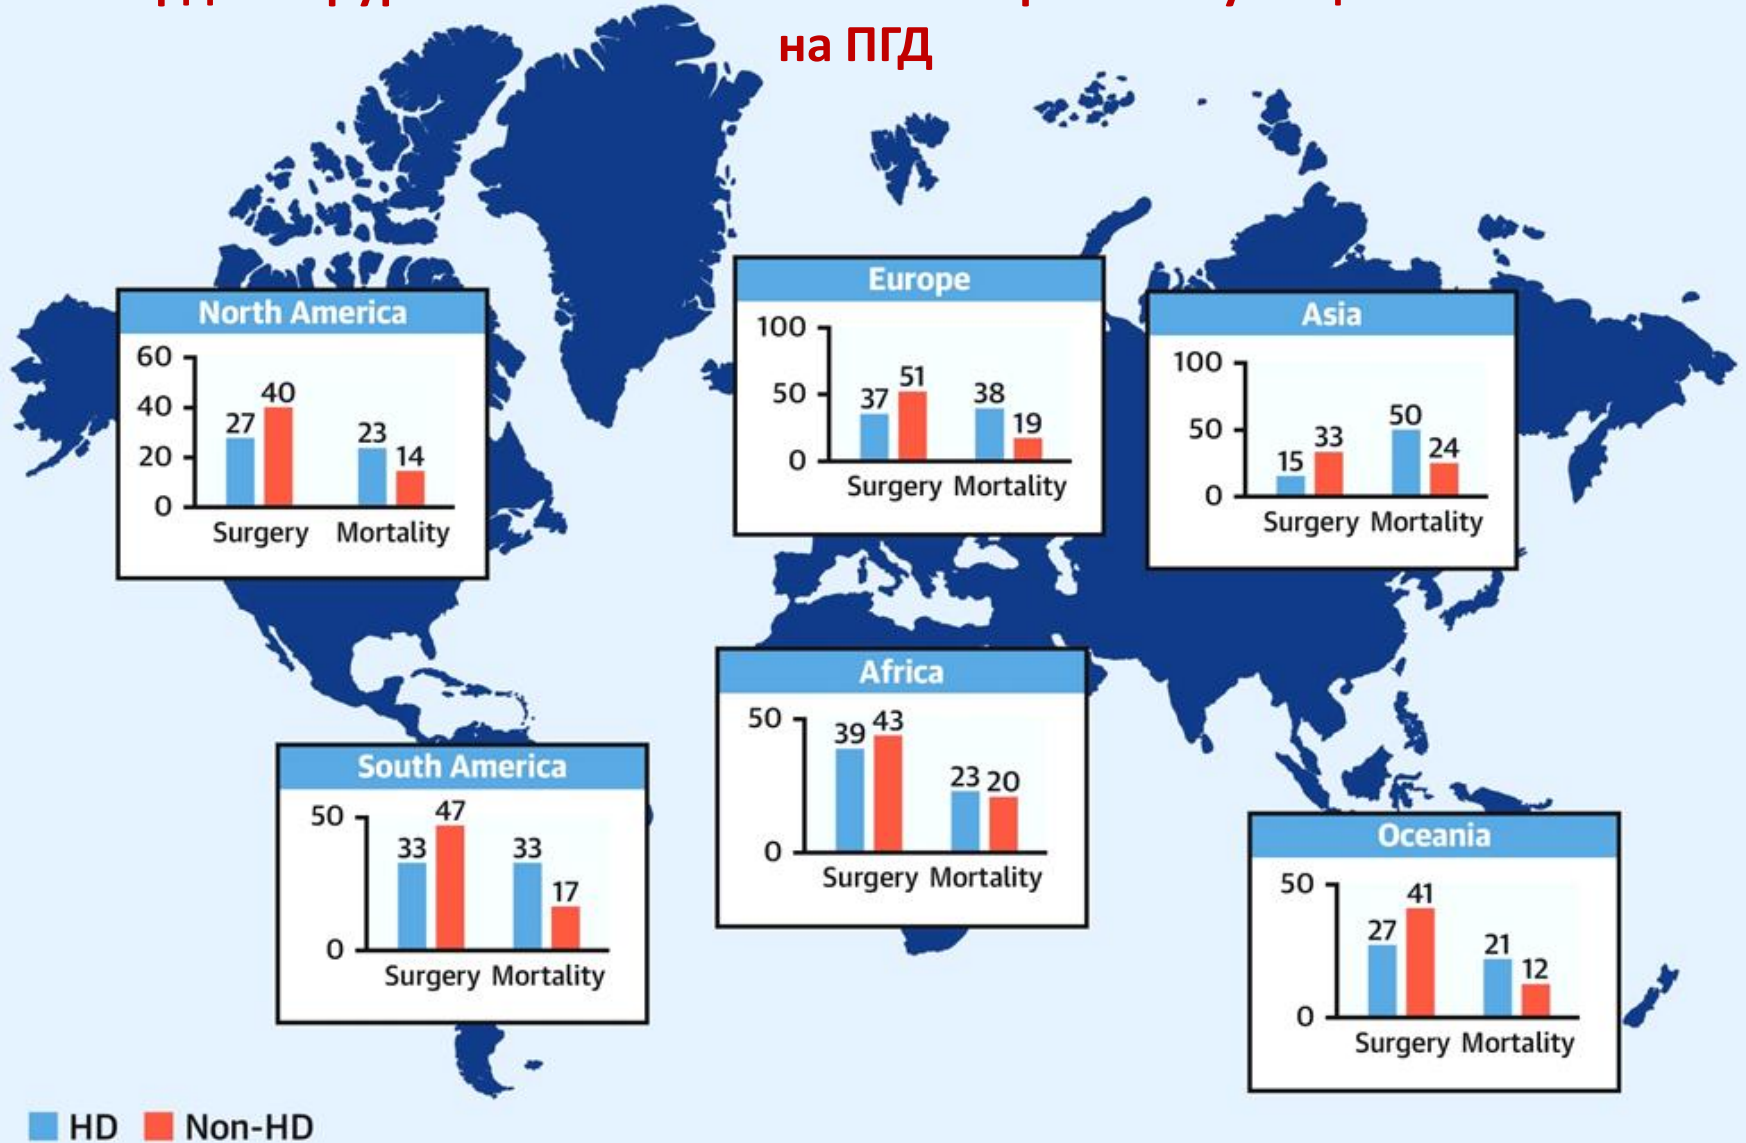 на ПГД
North America
60
40
20
0
27
40
23
14
Surgery Mortality
Europe
100
50
0
37
51
38
19
Surgery Mortality
Asia
100
50
0
15
33
50
24
Surgery Mortality
Africa
50
0
39
43
23
20
Surgery Mortality
South America
50
0
33
47
33
17
Surgery Mortality
Oceania
50
0
27
41
21
12
Surgery Mortality
HD Non-HD